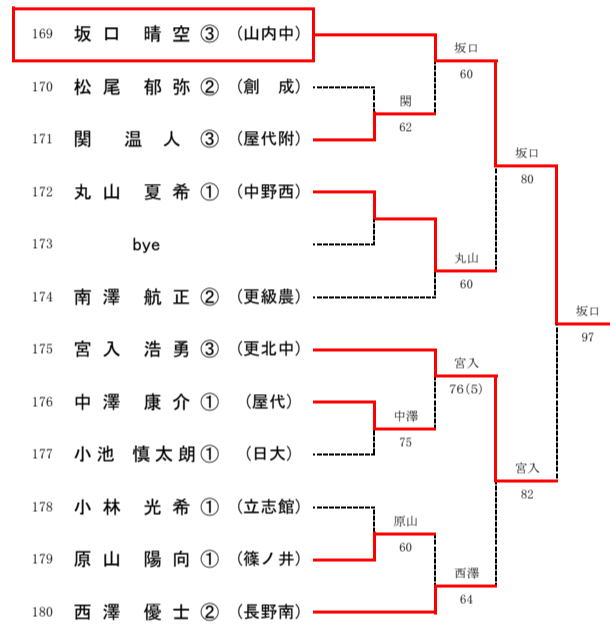 169 坂口 晴空 ③ (山内中)
坂口
60
170 松尾 郁弥 ② (創成)
関
62
171 関 温人 ③ (屋代附)
坂口
80
172 丸山 夏希 ① (中野西)
173 bye
丸山
60
174 南澤 航正 ② (更級農)
坂口
97
175 宮入 浩勇 ③ (更北中)
宮入
76(5)
176 中澤 康介 ① (屋代)
中澤
75
177 小池 慎太朗 ① (日大)
宮入
82
178 小林 光希 ① (立志館)
原山
60
179 原山 陽向 ① (篠ノ井)
西澤
64
180 西澤 優士 ② (長野南)